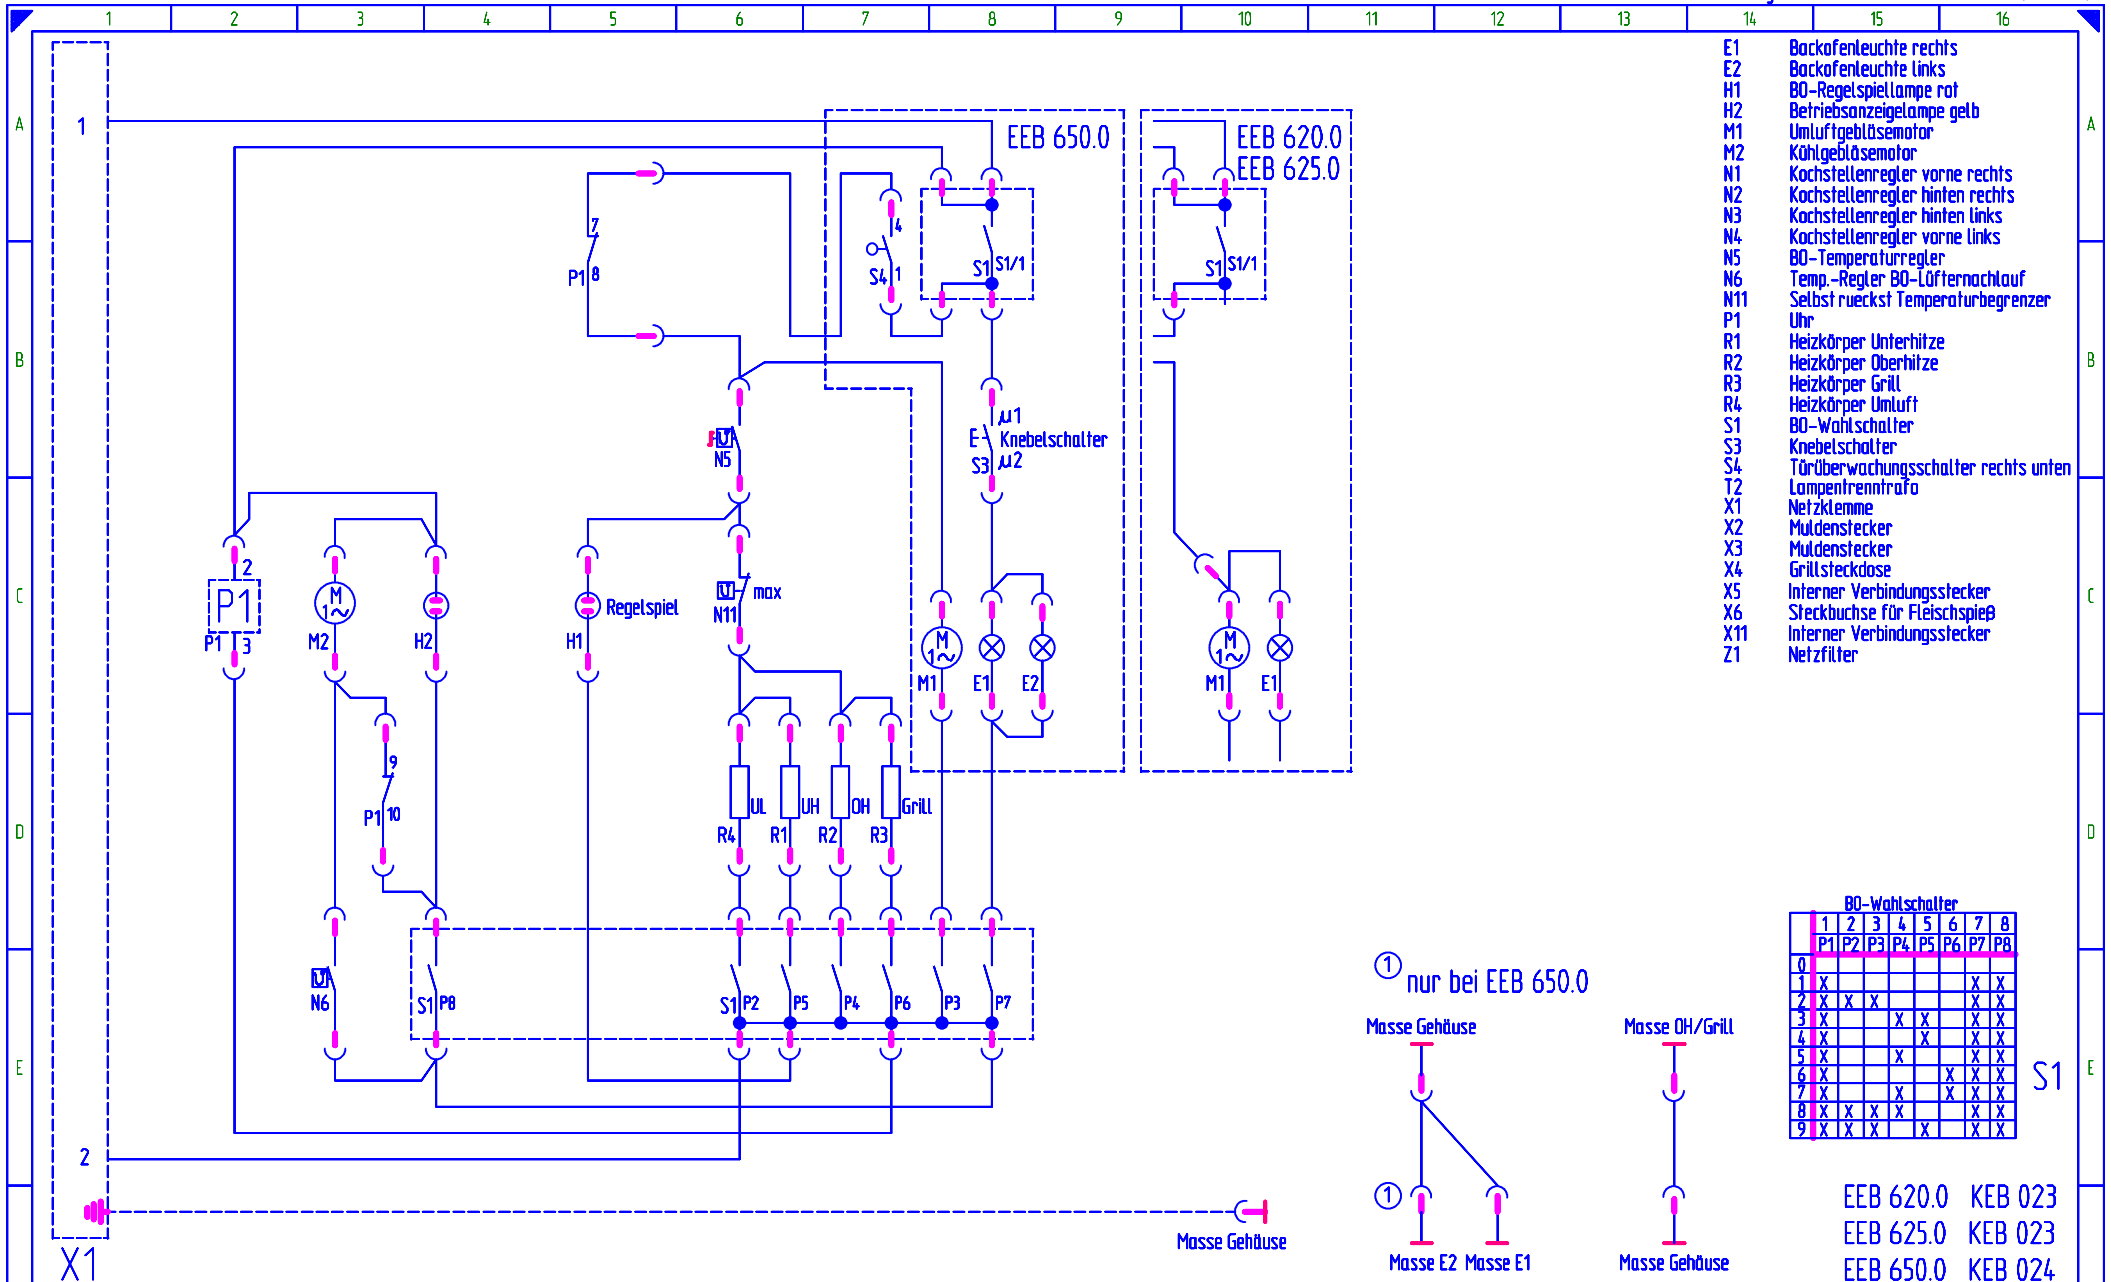 1 2 3 4 5 6 7 8 9 10 11 12 13 14 15 16
E1 Backofenleuchte rechts
E2 Backofenleuchte links
H1 BO-Regelspiellampe rot
H2 Betriebsanzeigelampe gelb
M1 Umluftgebläsemotor
M2 Kühlgebläsemotor
N1 Kochstellenregler vorne rechts
N2 Kochstellenregler hinten rechts
N3 Kochstellenregler hinten links
N4 Kochstellenregler vorne links
N5 BO-Temperaturregler
N6 Temp.-Regler BO-Lüfternachlauf
N11 Selbst rueckst Temperaturbegrenzer
P1 Uhr
R1 Heizkörper Unterhitze
R2 Heizkörper Oberhitze
R3 Heizkörper Grill
R4 Heizkörper Umluft
S1 BO-Wahlschalter
S3 Knebelschalter
S4 Türüberwachungsschalter rechts unten
T2 Lampentrenntrafo
X1 Netzklemme
X2 Muldenstecker
X3 Muldenstecker
X4 Grillsteckdose
X5 Interner Verbindungsstecker
X6 Steckbuchse für Fleischspieß
X11 Interner Verbindungsstecker
Z1 Netzfilter
A A
1
EEB 650.0
EEB 620.0
EEB 625.0
7
P1 8
4
S4 1
S1 S1/1
S1 S1/1
B B
µ1
E Knebelschalter
S3 µ2
N5
C C
2
P1
P1 3
M
1~
M2
H2
Regelspiel
H1
max
N11
M
1~
M1
E1
E2
M
1~
M1
E1
D D
9
P1 10
UL
UH
OH
Grill
R4
R1
R2
R3
E E
N6
S1 P8
S1 P2
P5
P4
P6
P3
P7
1 nur bei EEB 650.0
Masse Gehäuse
Masse OH/Grill
1
Masse E2 Masse E1
Masse Gehäuse
BO-Wahlschalter
1 2 3 4 5 6 7 8
P1 P2 P3 P4 P5 P6 P7 P8
0
1 X X X
2 X X X X X
3 X X X X X
4 X X X X
5 X X X X
6 X X X X
7 X X X X X
8 X X X X X X
9 X X X X X X
S1
2
X1
Masse Gehäuse
EEB 620.0 KEB 023
EEB 625.0 KEB 023
EEB 650.0 KEB 024